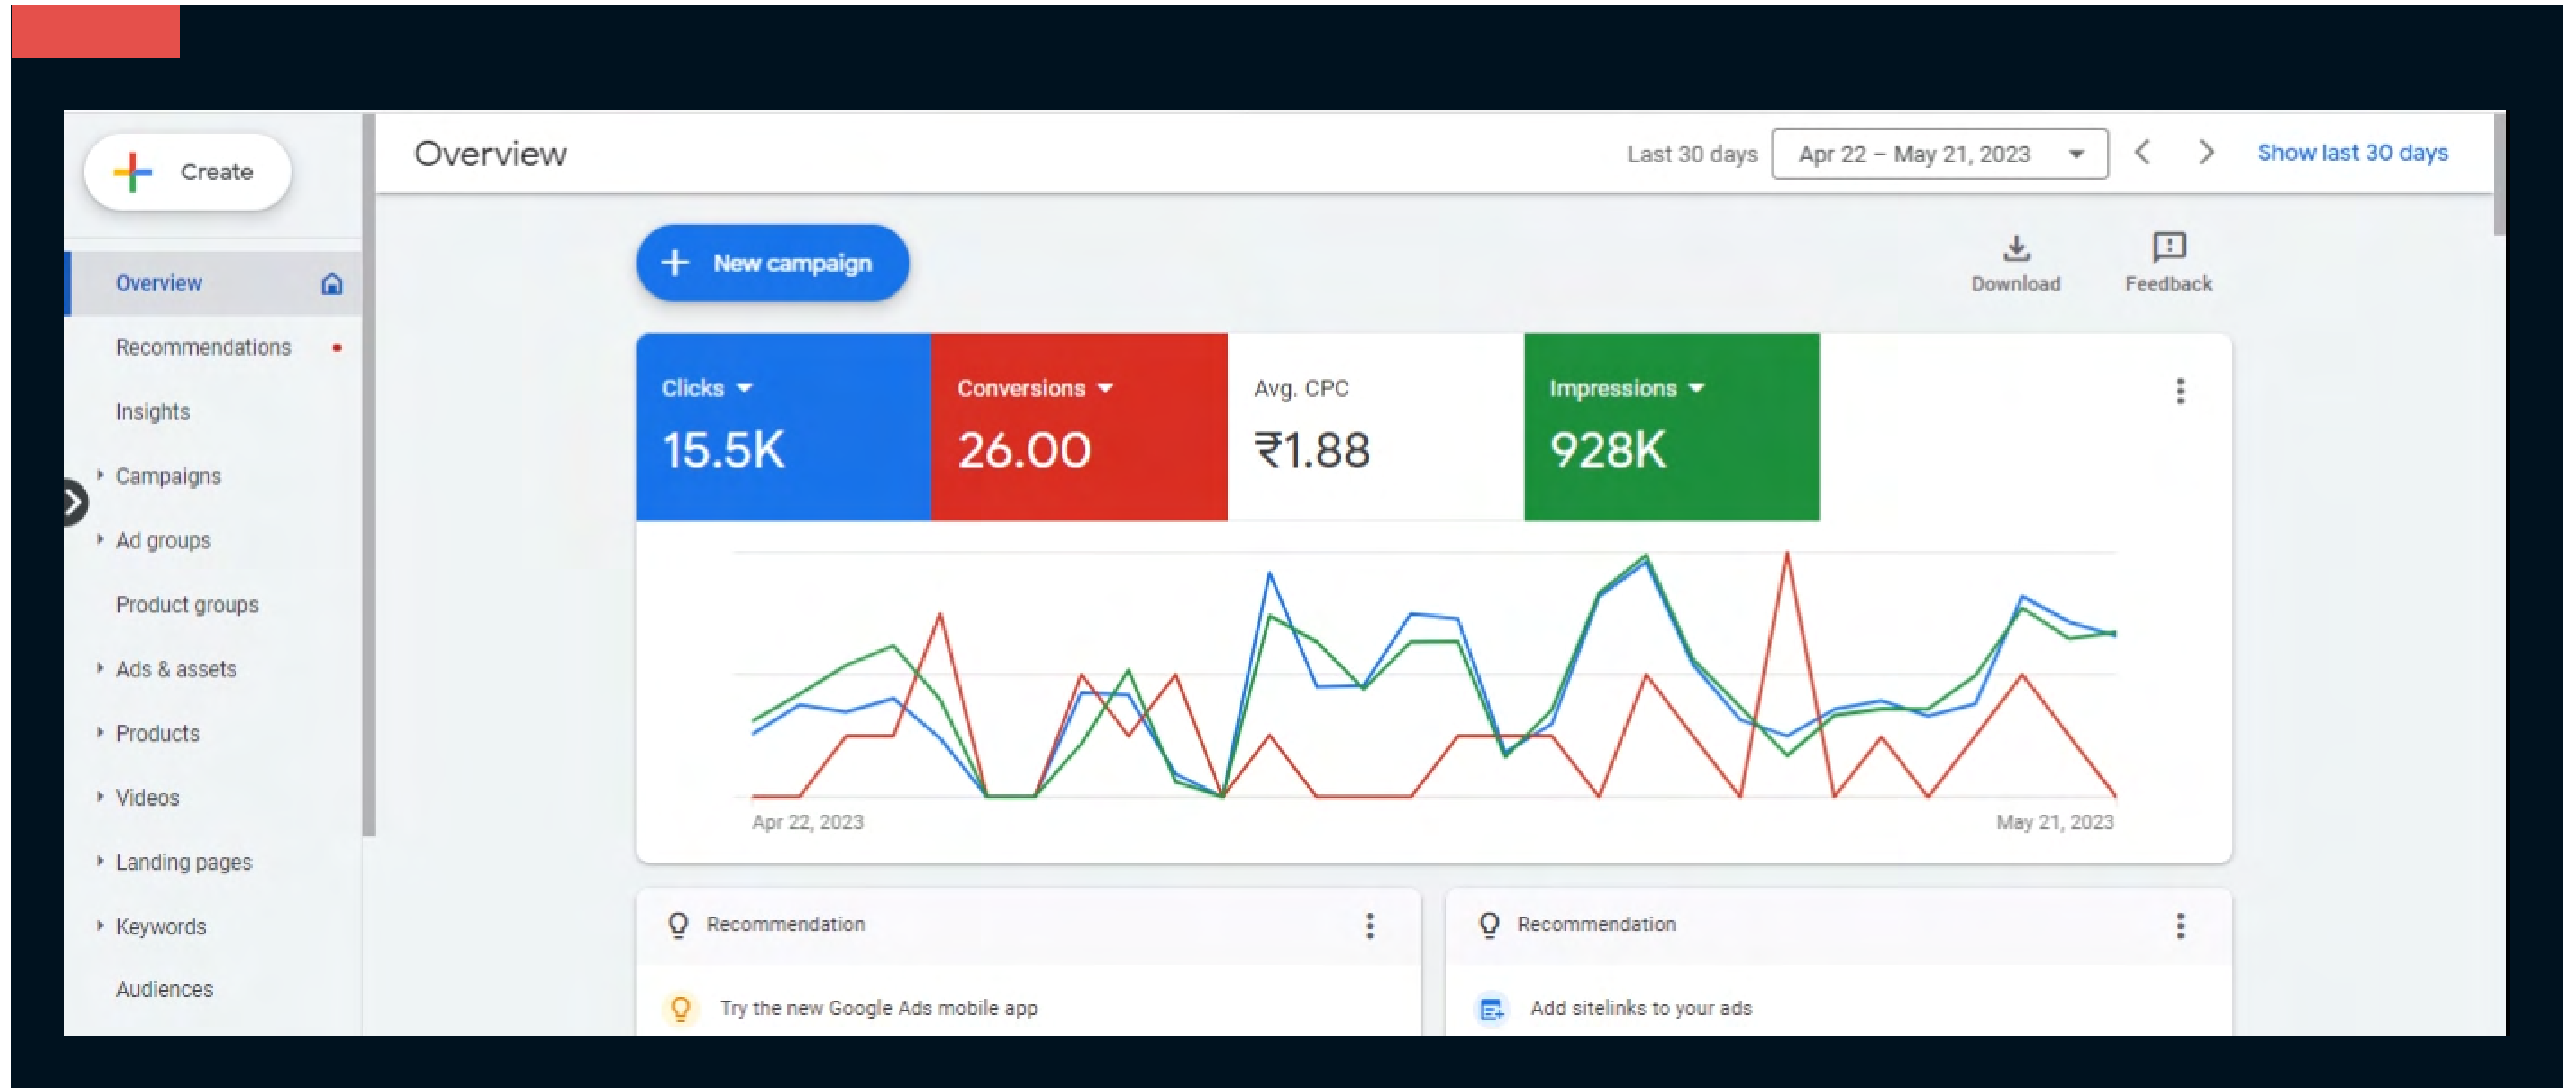 Create
Overview
Last 30 days
Apr 22 – May 21, 2023
Show last 30 days
Overview
Recommendations
Insights
Campaigns
Ad groups
Product groups
Ads & assets
Products
Videos
Landing pages
Keywords
Audiences
New campaign
Download
Feedback
Clicks
Conversions
Avg. CPC
Impressions
15.5K
26.00
₹1.88
928K
Apr 22, 2023
May 21, 2023
Recommendation
Try the new Google Ads mobile app
Recommendation
Add sitelinks to your ads